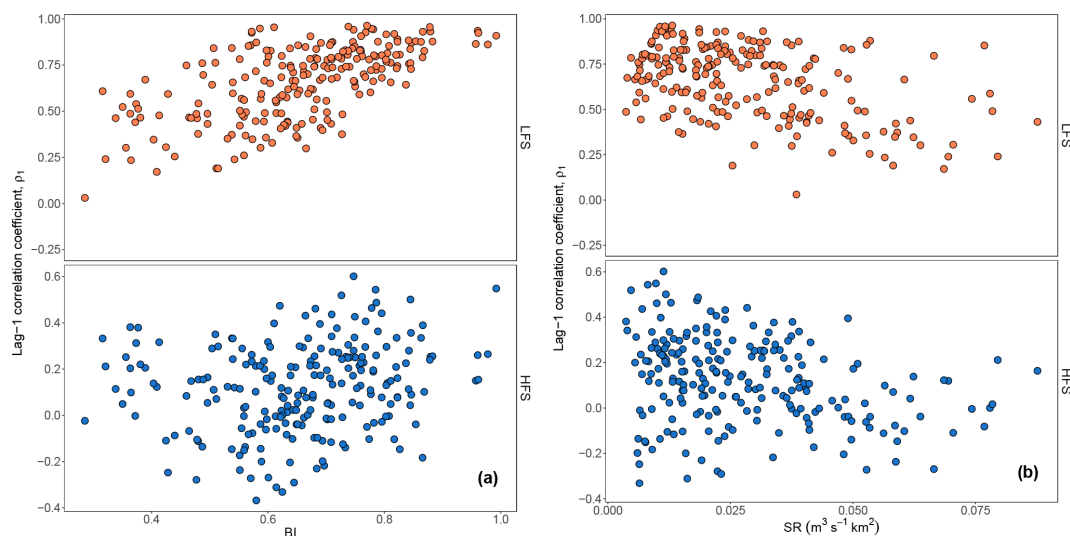 1.00
0.75
0.50
0.25
0.00
−0.25
LFS
0.6
0.4
0.2
0.0
−0.2
−0.4
HFS
Lag−1 correlation coefficient, ρ1
(a)
0.4 0.6 0.8 1.0
BI
1.00
0.75
0.50
0.25
0.00
−0.25
LFS
0.6
0.4
0.2
0.0
−0.2
−0.4
HFS
Lag−1 correlation coefficient, ρ1
(b)
0.000 0.025 0.050 0.075
SR (m³ s⁻¹ km²)